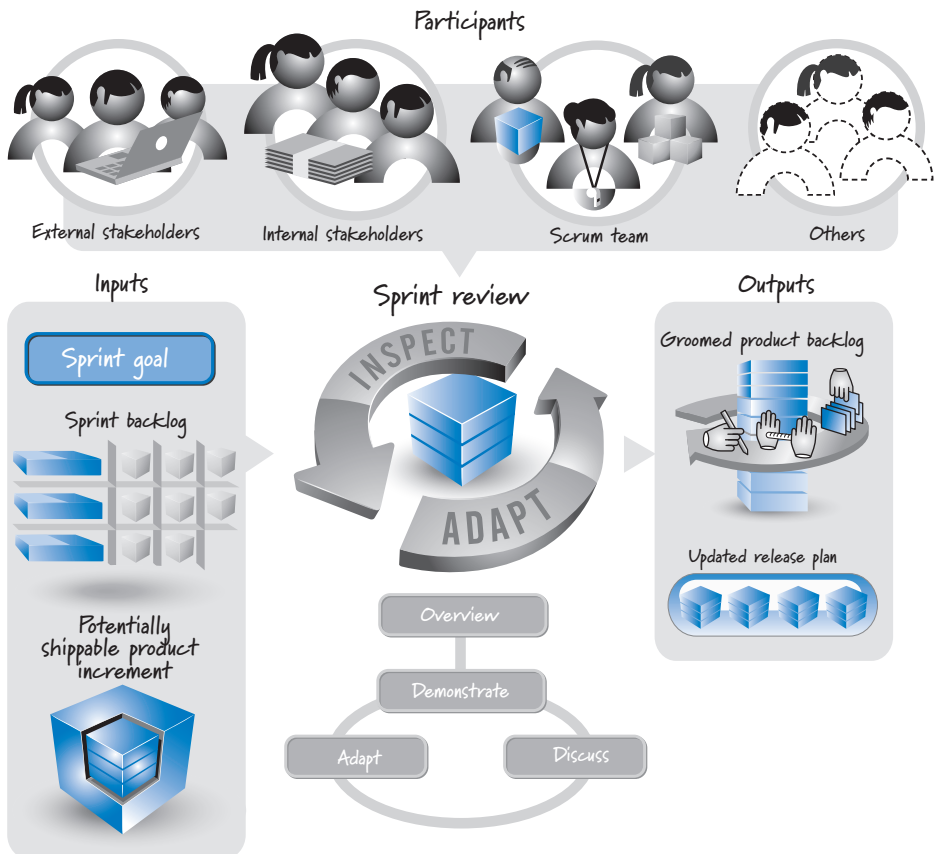 Participants
External stakeholders
Internal stakeholders
Scrum team
Others
Inputs
Sprint goal
Sprint backlog
Potentially
shippable product
increment
Sprint review
INSPECT
ADAPT
Overview
Demonstrate
Adapt
Discuss
Outputs
Groomed product backlog
Updated release plan